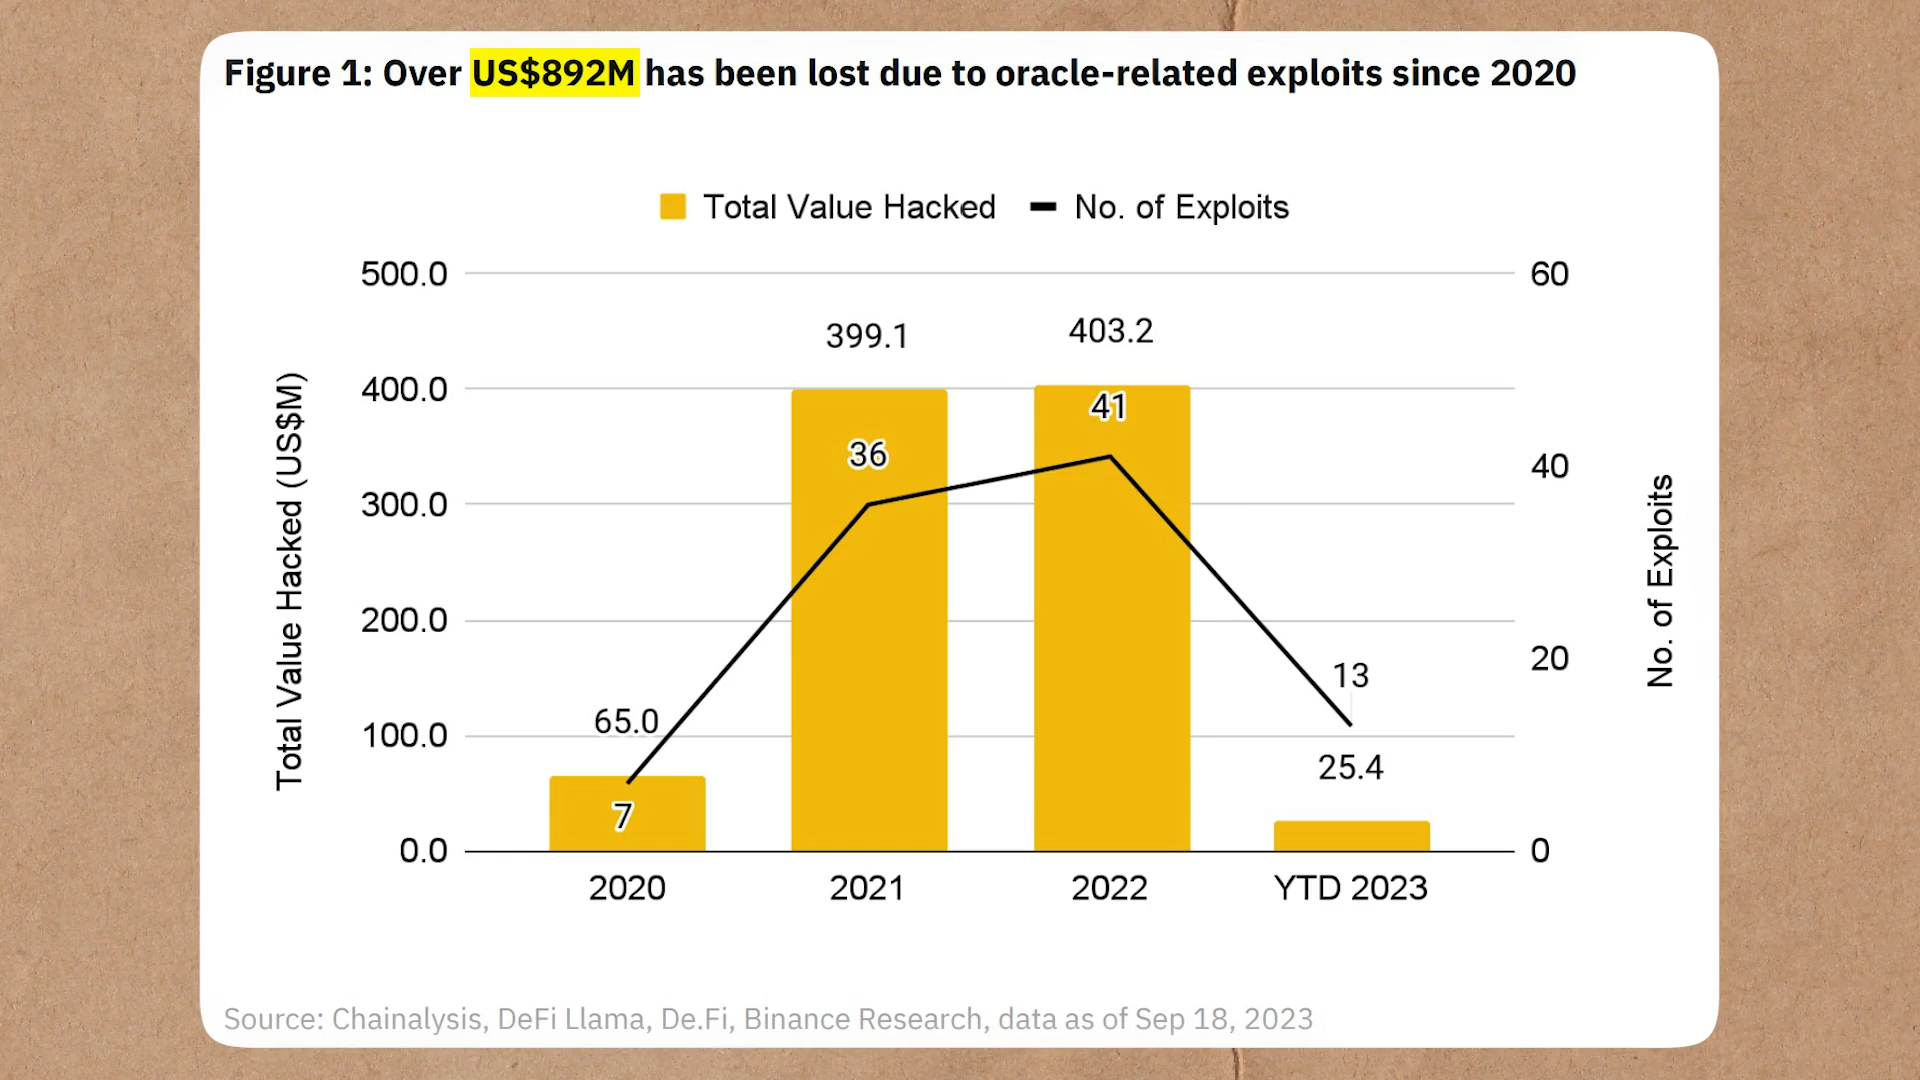 Figure 1: Over US$892M has been lost due to oracle-related exploits since 2020
Total Value Hacked No. of Exploits
500.0 60
399.1 403.2
400.0
41
36
40
300.0
200.0
20
13
65.0
100.0
25.4
7
0.0 0
2020 2021 2022 YTD 2023
Total Value Hacked (US$M)
No. of Exploits
Source: Chainalysis, DeFi Llama, De.Fi, Binance Research, data as of Sep 18, 2023